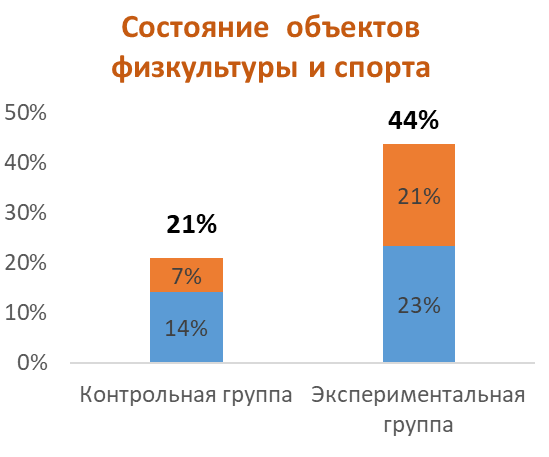 Состояние объектов
физкультуры и спорта
50%
44%
40%
21%
30%
21%
20%
7%
23%
10%
14%
0%
Контрольная группа
Экспериментальная
группа